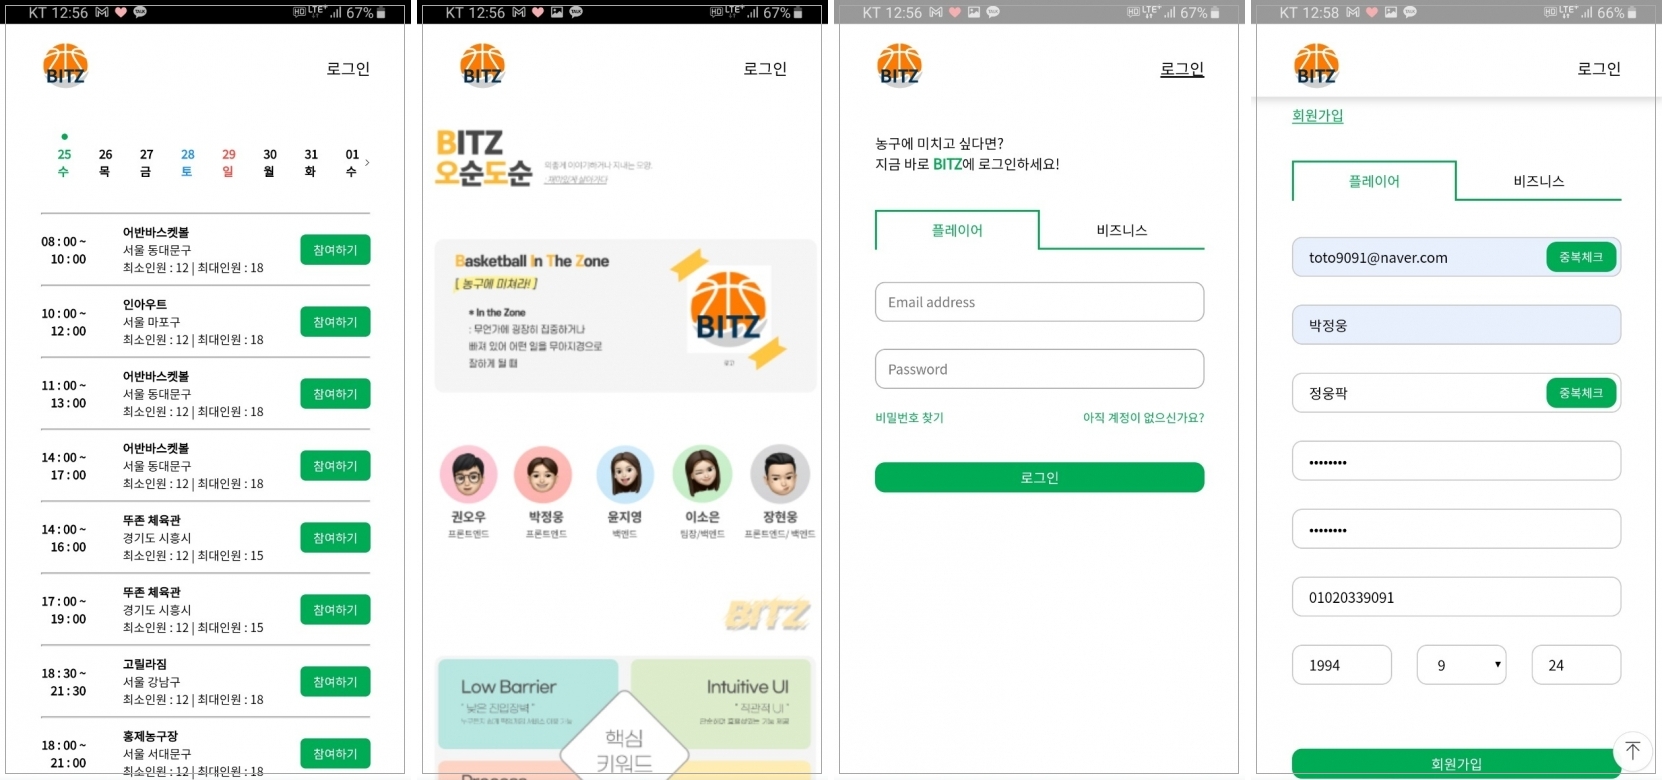 KT 12:56
LTE+
67%
BITZ
로그인
25 26 27 28 29 30 31 01
수 목 금 토 일 월 화 수
08 : 00 ~
10 : 00
어반바스켓볼
서울 동대문구
최소인원 : 12 | 최대인원 : 18
참여하기
10 : 00 ~
12 : 00
인아우트
서울 마포구
최소인원 : 12 | 최대인원 : 18
참여하기
11 : 00 ~
13 : 00
어반바스켓볼
서울 동대문구
최소인원 : 12 | 최대인원 : 18
참여하기
14 : 00 ~
17 : 00
어반바스켓볼
서울 동대문구
최소인원 : 12 | 최대인원 : 18
참여하기
14 : 00 ~
16 : 00
뚜존 체육관
경기도 시흥시
최소인원 : 12 | 최대인원 : 15
참여하기
17 : 00 ~
19 : 00
뚜존 체육관
경기도 시흥시
최소인원 : 12 | 최대인원 : 15
참여하기
18 : 30 ~
21 : 30
고릴라짐
서울 강남구
최소인원 : 12 | 최대인원 : 18
참여하기
18 : 00 ~
21 : 00
홍제농구장
서울 서대문구
최소인원 : 12 | 최대인원 : 18
참여하기
KT 12:56
LTE+
67%
BITZ
로그인
BITZ
오순도순
Basketball In The Zone
[ 농구에 미쳐라! ]
* In the Zone
: 무언가에 굉장히 집중하거나
빠져 있어 어떤 일을 무아지경으로
잘하게 될 때
BITZ
로고
권오우 박정웅 윤지영 이소은 장현웅
프론트엔드 프론트엔드 백엔드 팀장/백엔드 프론트엔드/ 백엔드
BITZ
Low Barrier
" 낮은 진입장벽 "
Intuitive UI
" 직관적 UI "
핵심
키워드
KT 12:56
LTE+
67%
BITZ
로그인
농구에 미치고 싶다면?
지금 바로 BITZ에 로그인하세요!
플레이어
비즈니스
Email address
Password
비밀번호 찾기
아직 계정이 없으신가요?
로그인
KT 12:58
LTE+
66%
BITZ
로그인
회원가입
플레이어
비즈니스
toto9091@naver.com
중복체크
박정웅
정웅팍
중복체크
••••••••
••••••••
01020339091
1994
9
24
회원가입